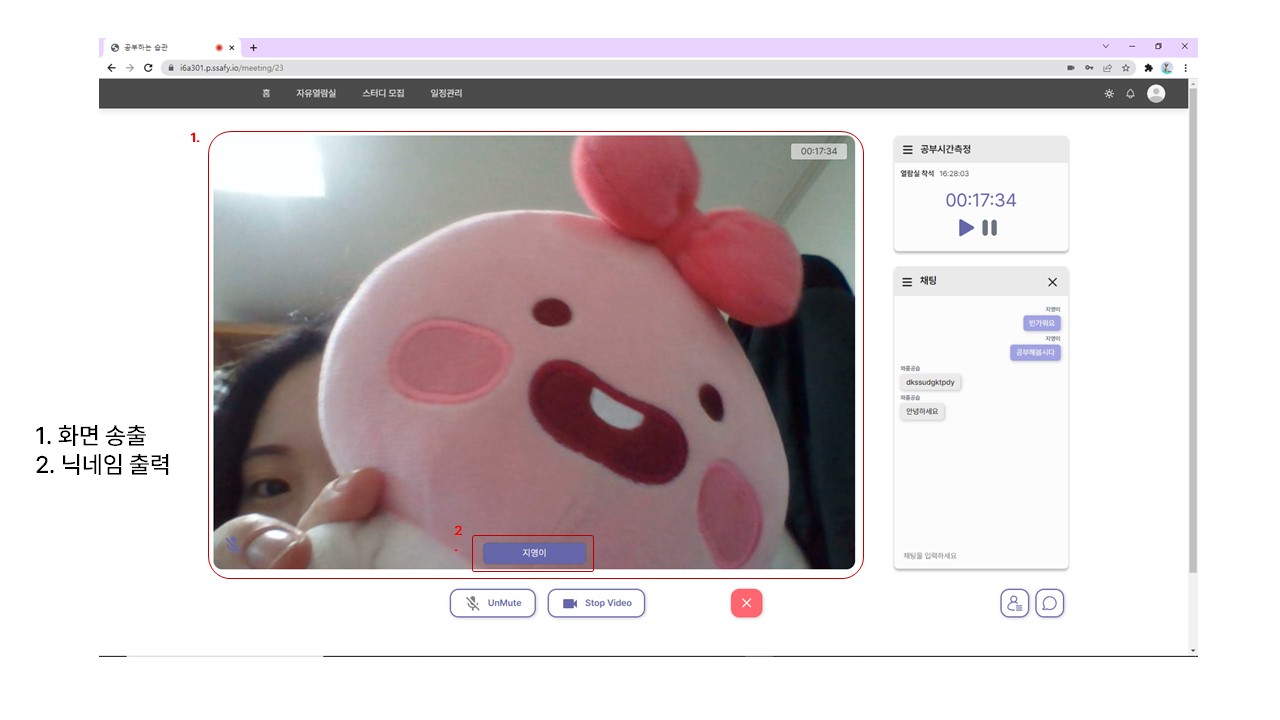 공부하는 습관
i6a301.p.ssafy.io/meeting/23
홈 자유열람실 스터디 모집 일정관리
1.
00:17:34
공부시간측정
열람실 착석 16:28:03
00:17:34
채팅
지영이
반가워요
지영이
공부해봅시다
와중공습
dkssudgktpdy
와중공습
안녕하세요
채팅을 입력하세요
1. 화면 송출
2. 닉네임 출력
2
.
지영이
UnMute
Stop Video